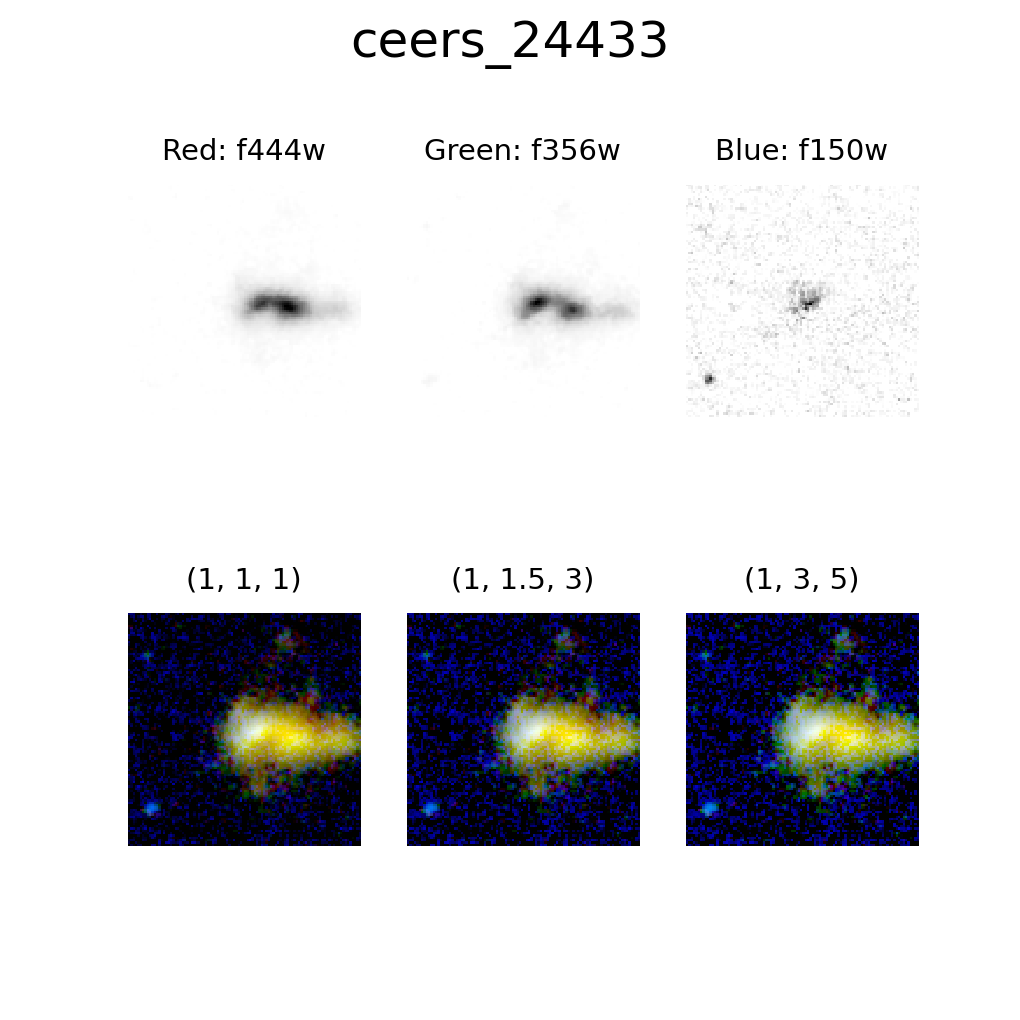 ceers_24433
Red: f444w
Green: f356w
Blue: f150w
(1, 1, 1)
(1, 1.5, 3)
(1, 3, 5)